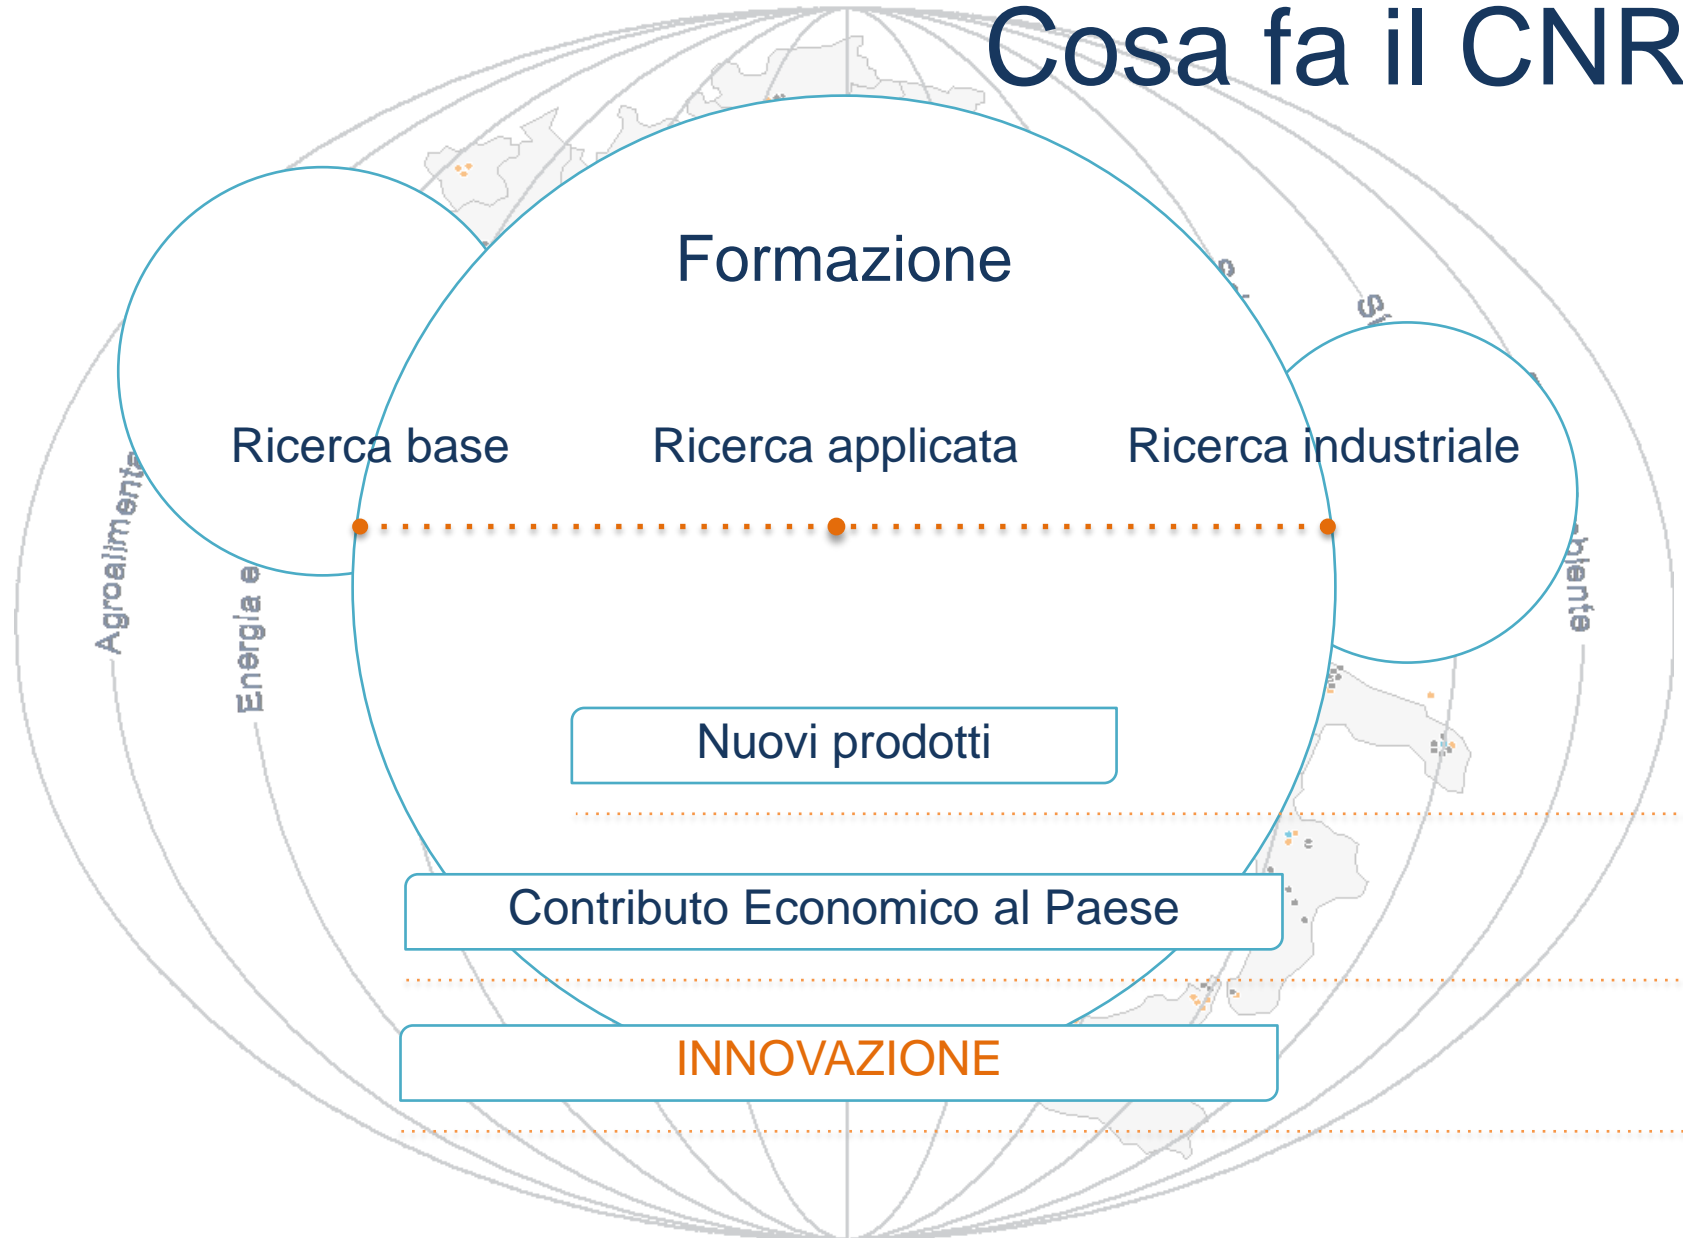 Cosa fa il CNR
Formazione
Ricerca base
Ricerca applicata
Ricerca industriale
Energia e
Nuovi prodotti
Contributo Economico al Paese
INNOVAZIONE